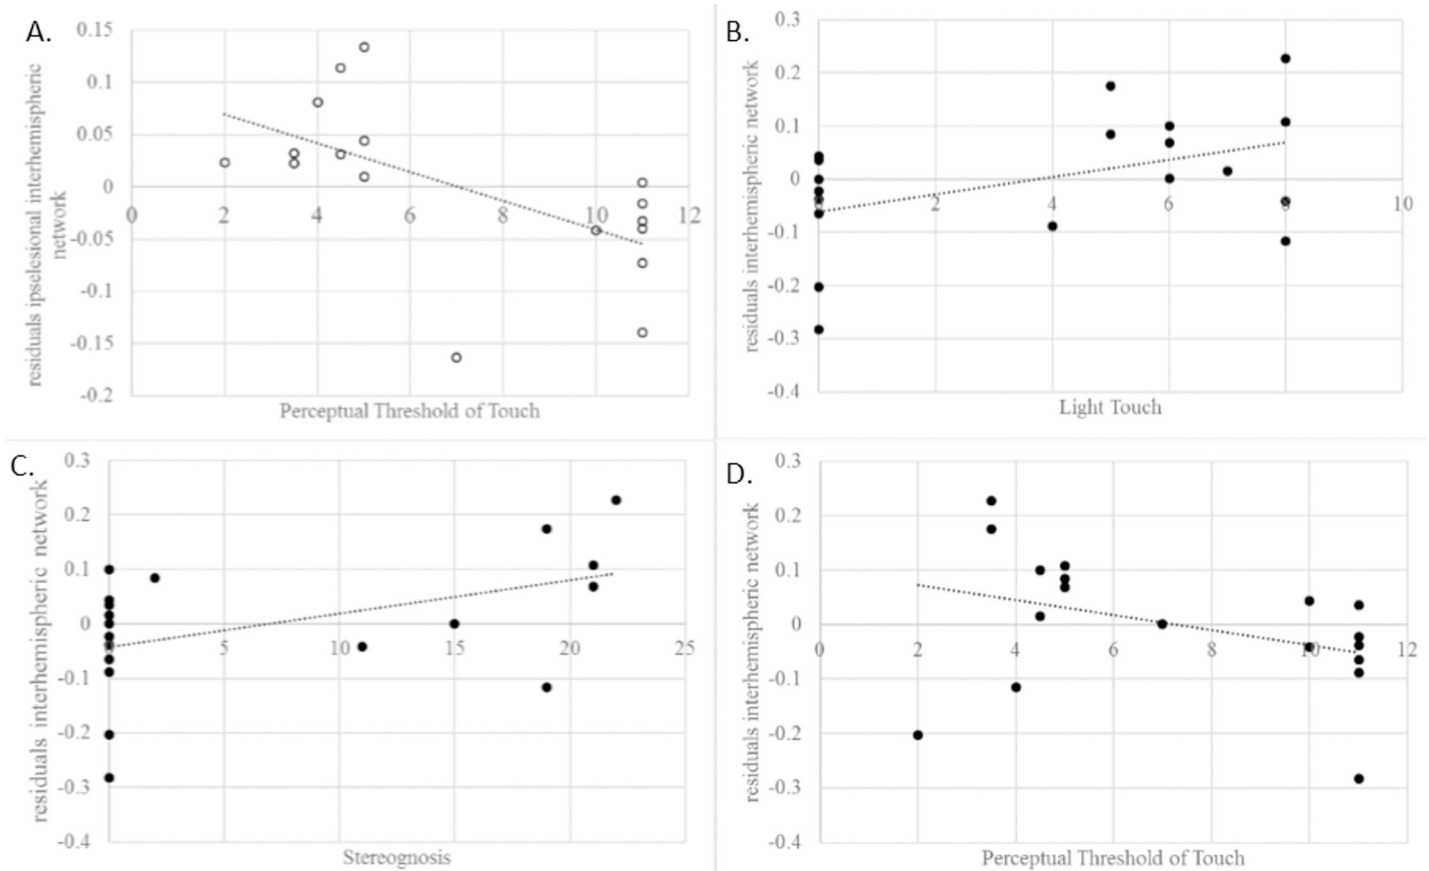 A.
0.15
0.1
0.05
0
-0.05
-0.1
-0.15
-0.2
0 2 4 6 8 10 12
residuals ipselesional interhemispheric
network
Perceptual Threshold of Touch
B.
0.3
0.2
0.1
0
-0.1
-0.2
-0.3
-0.4
2 4 6 8 10
residuals interhemispheric network
Light Touch
C.
0.3
0.2
0.1
0
-0.1
-0.2
-0.3
-0.4
5 10 15 20 25
residuals interhemispheric network
Stereognosis
D.
0.3
0.2
0.1
0
-0.1
-0.2
-0.3
-0.4
0 2 4 6 8 10 12
residuals interhemispheric network
Perceptual Threshold of Touch